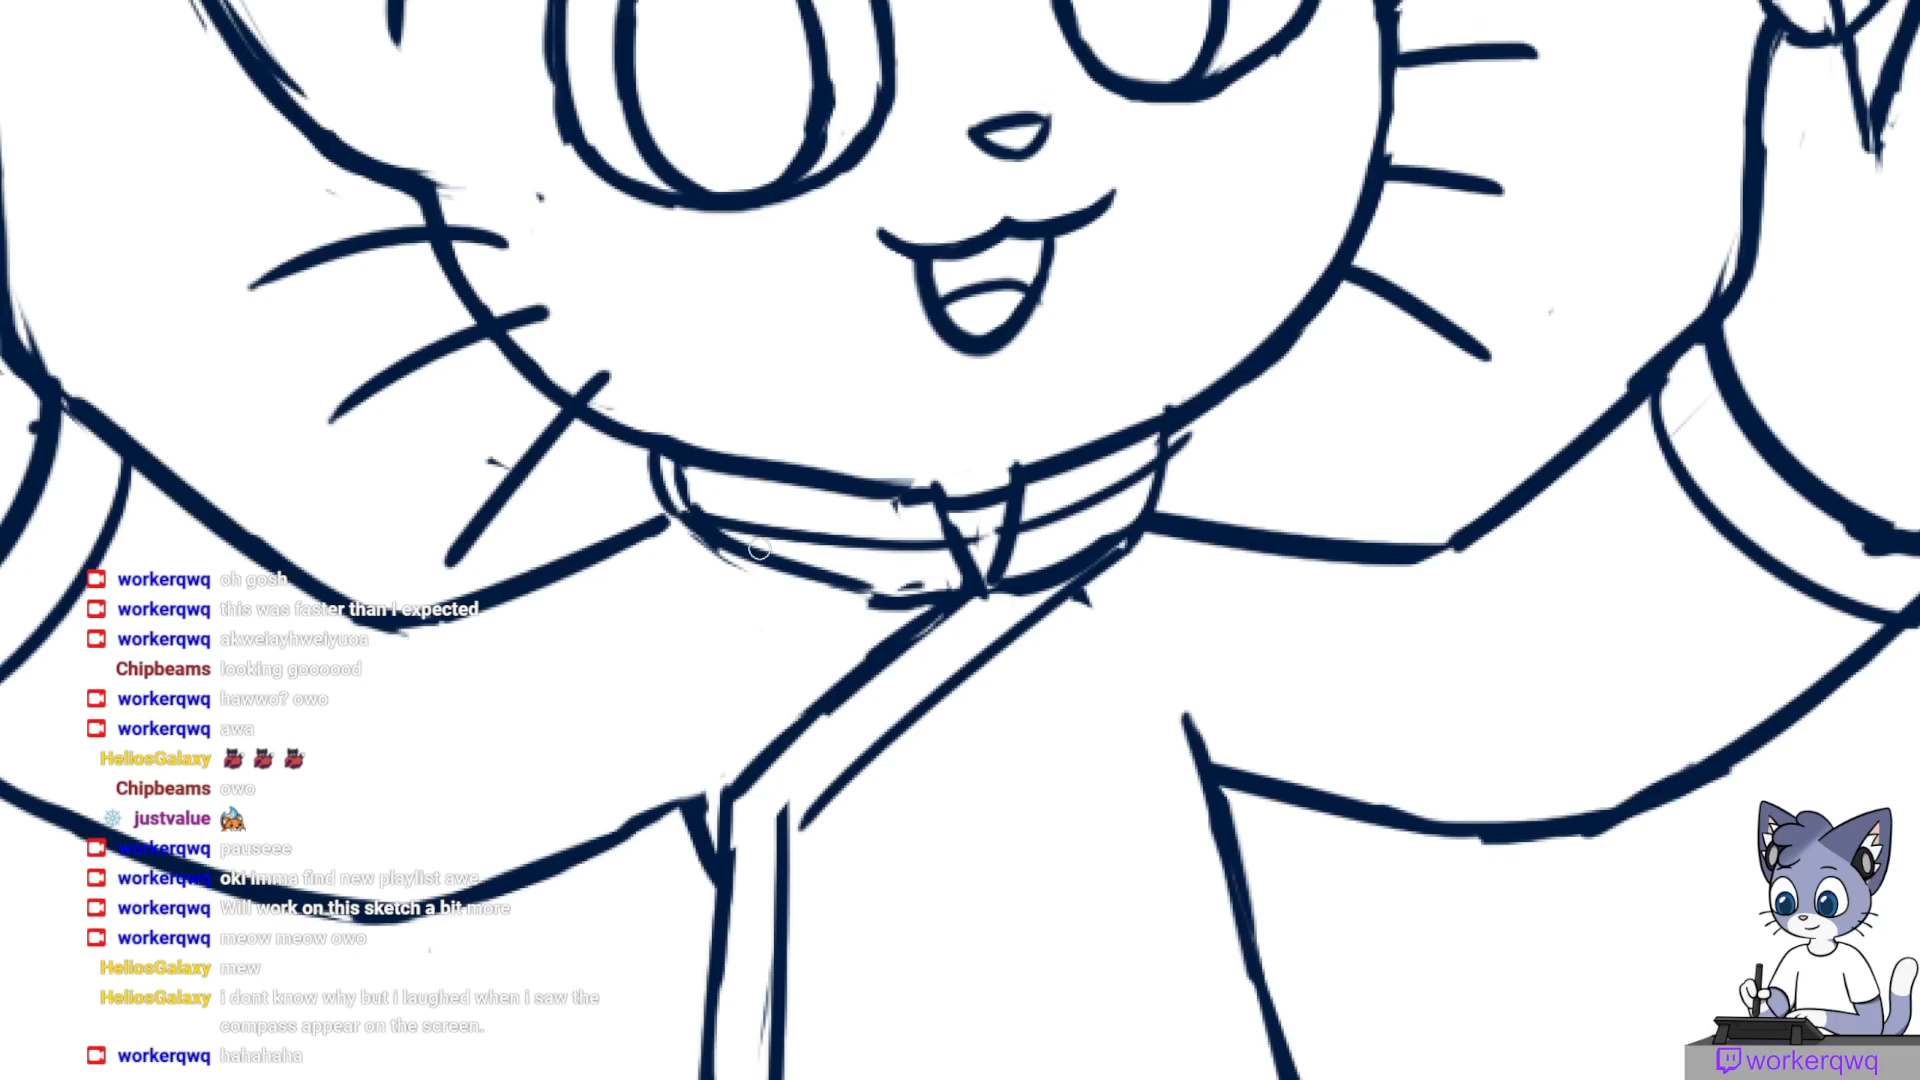 workerqwq oh gosh
workerqwq this was faster than I expected
workerqwq akweiayhweiyuoa
Chipbeams looking goooood
workerqwq hawwo? owo
workerqwq awa
HeliosGalaxy
Chipbeams owo
justvalue
workerqwq pauseee
workerqwq oki imma find new playlist awe
workerqwq Will work on this sketch a bit more
workerqwq meow meow owo
HeliosGalaxy mew
HeliosGalaxy i dont know why but i laughed when i saw the
compass appear on the screen.
workerqwq hahahaha
workerqwq